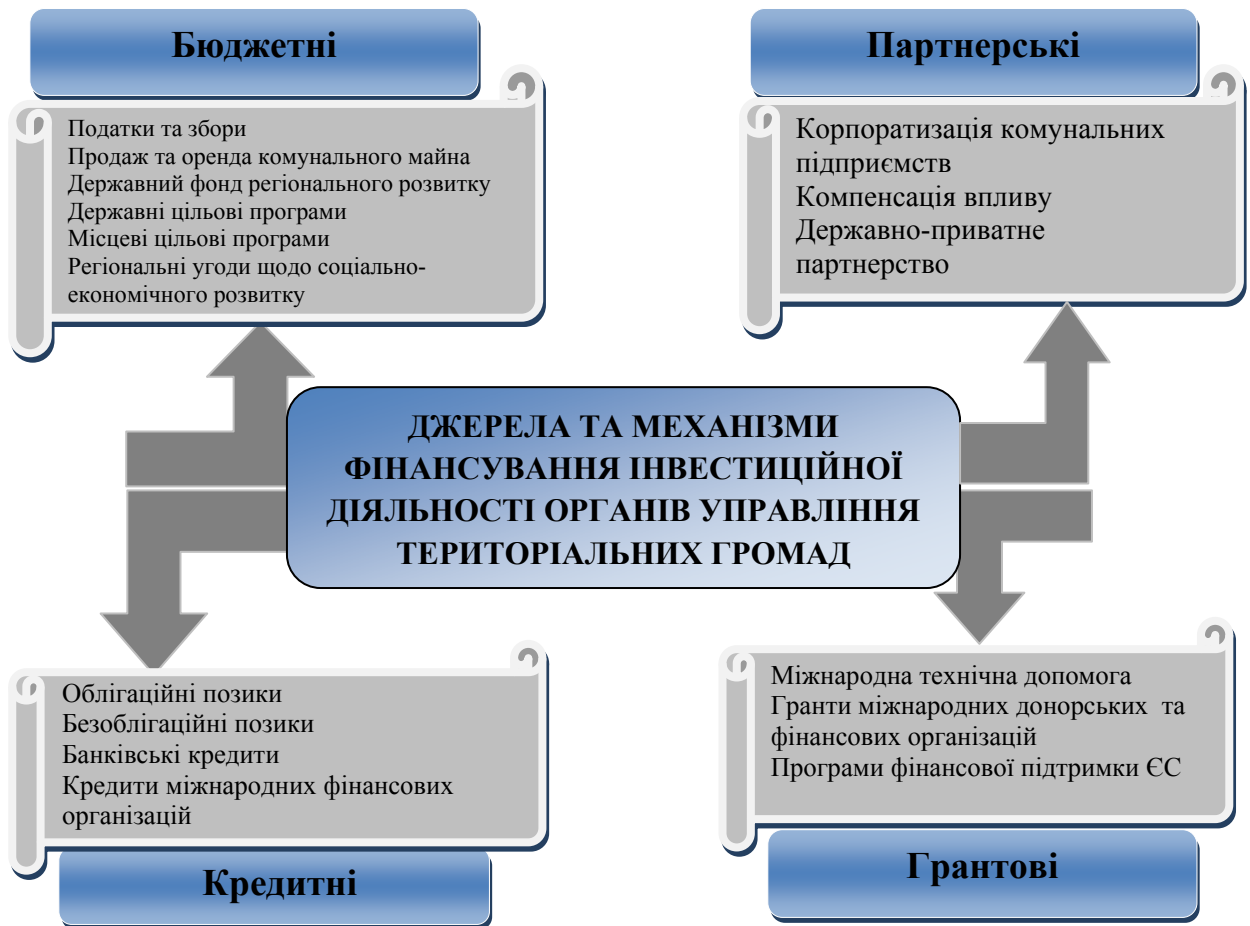 Бюджетні
Податки та збори
Продаж та оренда комунального майна
Державний фонд регіонального розвитку
Державні цільові програми
Місцеві цільові програми
Регіональні угоди щодо соціально-
економічного розвитку
Партнерські
Корпоратизація комунальних
підприємств
Компенсація впливу
Державно-приватне
партнерство
ДЖЕРЕЛА ТА МЕХАНІЗМИ
ФІНАНСУВАННЯ ІНВЕСТИЦІЙНОЇ
ДІЯЛЬНОСТІ ОРГАНІВ УПРАВЛІННЯ
ТЕРИТОРІАЛЬНИХ ГРОМАД
Облігаційні позики
Безоблігаційні позики
Банківські кредити
Кредити міжнародних фінансових
організацій
Кредитні
Міжнародна технічна допомога
Гранти міжнародних донорських та
фінансових організацій
Програми фінансової підтримки ЄС
Грантові